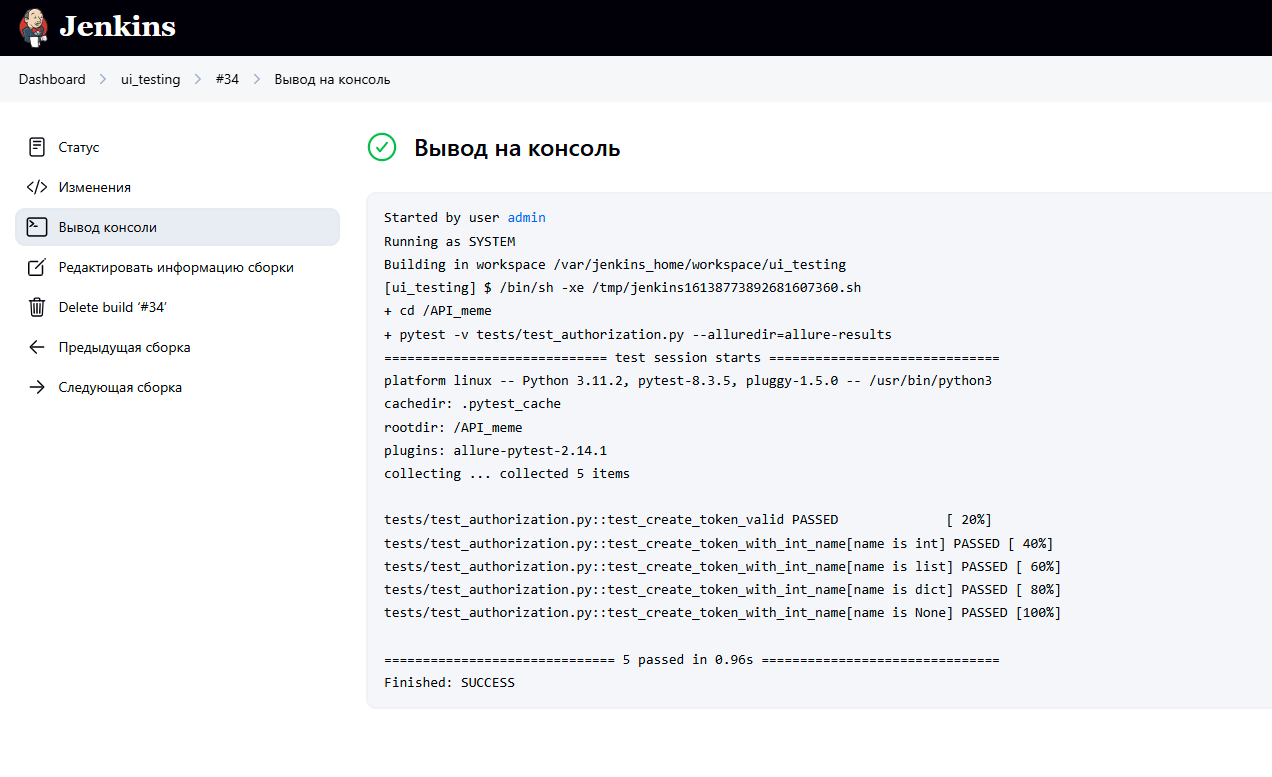 Jenkins
Dashboard > ui_testing > #34 > Вывод на консоль
Статус
Изменения
Вывод консоли
Редактировать информацию сборки
Delete build ‘#34’
Предыдущая сборка
Следующая сборка
Вывод на консоль
Started by user admin
Running as SYSTEM
Building in workspace /var/jenkins_home/workspace/ui_testing
[ui_testing] $ /bin/sh -xe /tmp/jenkins16138773892681607360.sh
+ cd /API_meme
+ pytest -v tests/test_authorization.py --alluredir=allure-results
============================= test session starts ==============================
platform linux -- Python 3.11.2, pytest-8.3.5, pluggy-1.5.0 -- /usr/bin/python3
cachedir: .pytest_cache
rootdir: /API_meme
plugins: allure-pytest-2.14.1
collecting ... collected 5 items
tests/test_authorization.py::test_create_token_valid PASSED              [ 20%]
tests/test_authorization.py::test_create_token_with_int_name[name is int] PASSED [ 40%]
tests/test_authorization.py::test_create_token_with_int_name[name is list] PASSED [ 60%]
tests/test_authorization.py::test_create_token_with_int_name[name is dict] PASSED [ 80%]
tests/test_authorization.py::test_create_token_with_int_name[name is None] PASSED [100%]
============================== 5 passed in 0.96s ===============================
Finished: SUCCESS